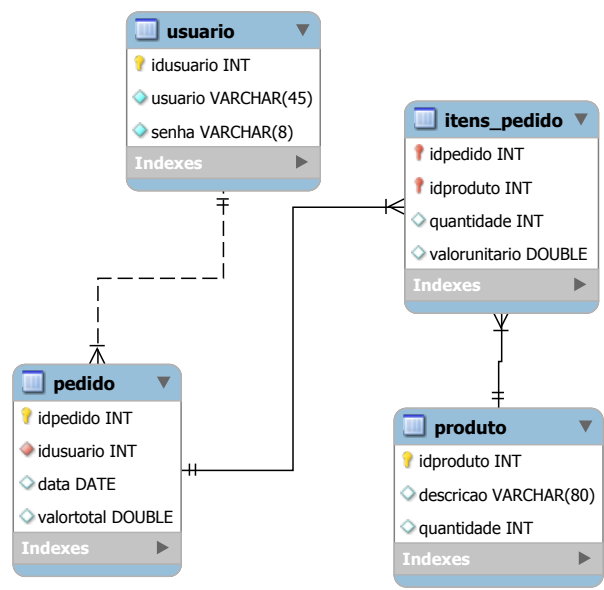 usuario
idusuario INT
usuario VARCHAR(45)
senha VARCHAR(8)
Indexes
itens_pedido
idpedido INT
idproduto INT
quantidade INT
valorunitario DOUBLE
Indexes
pedido
idpedido INT
idusuario INT
data DATE
valortotal DOUBLE
Indexes
produto
idproduto INT
descricao VARCHAR(80)
quantidade INT
Indexes